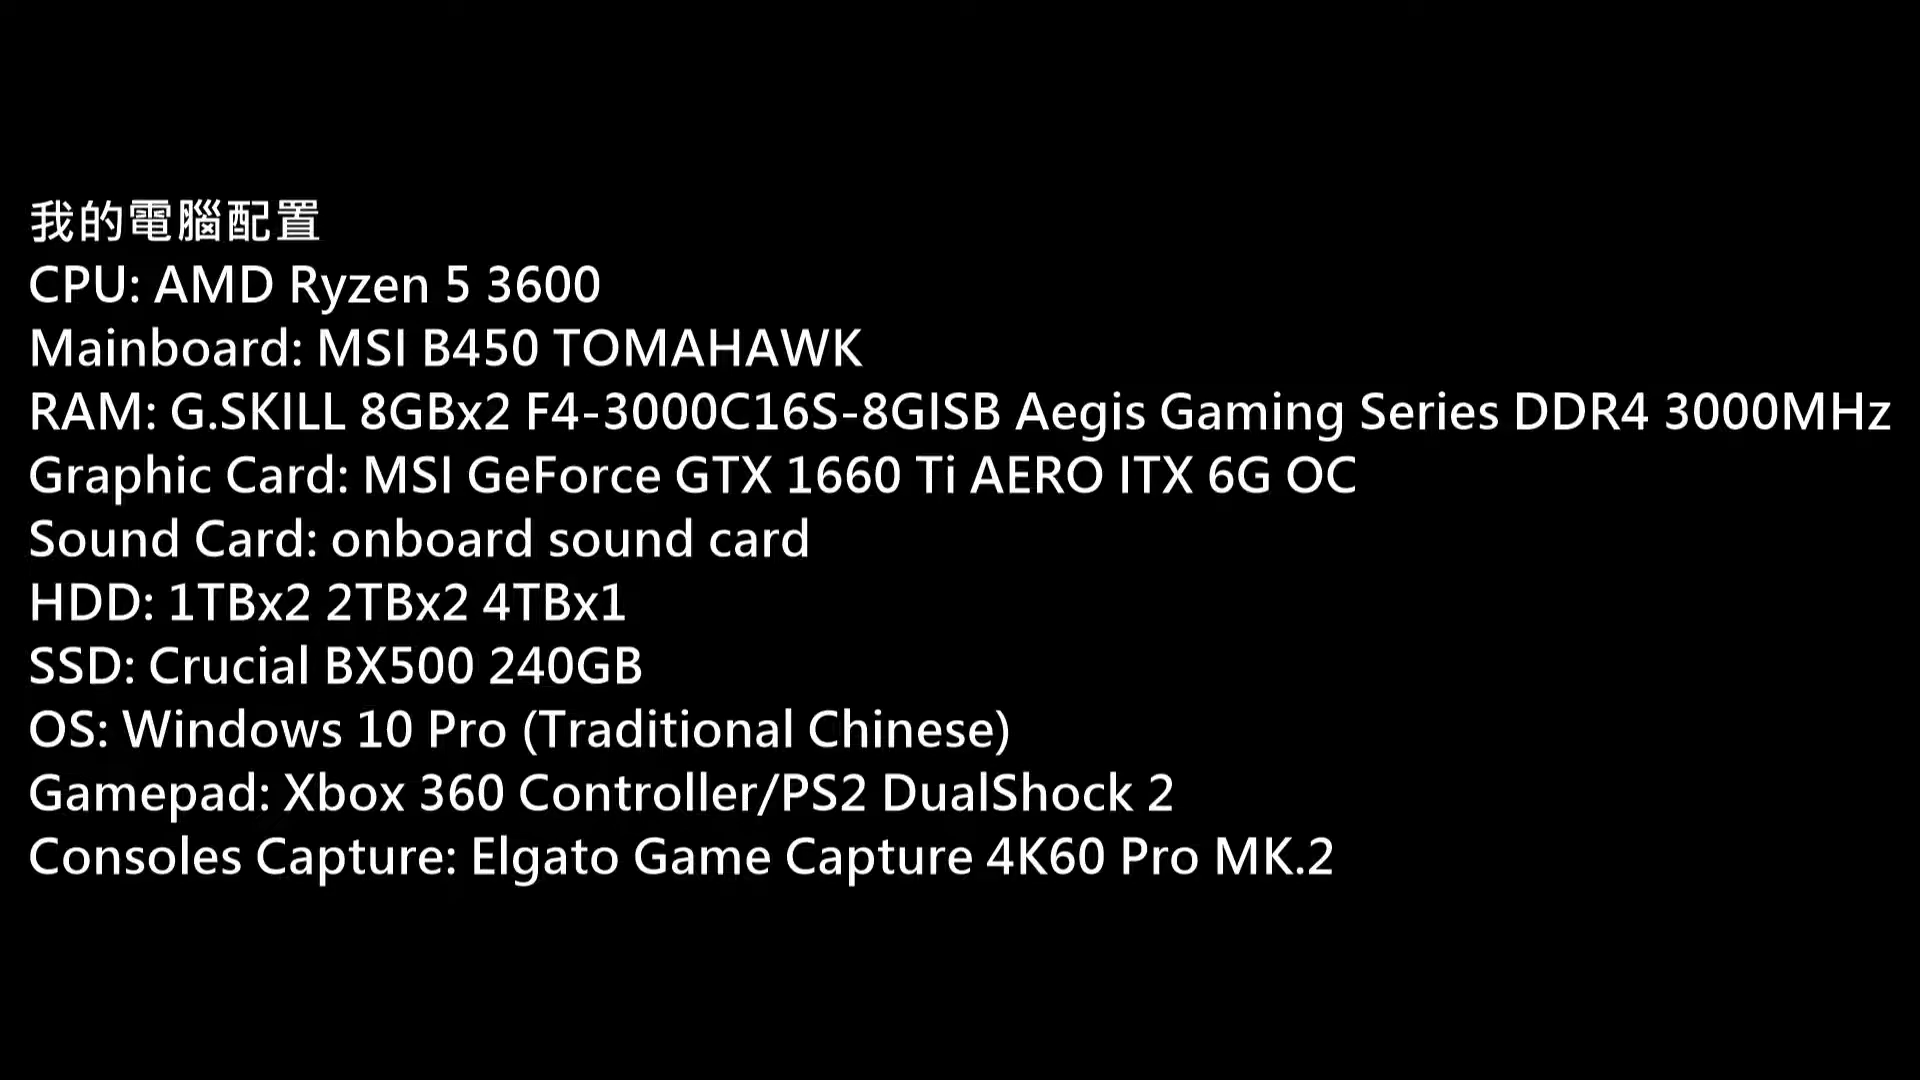 我的電腦配置
CPU: AMD Ryzen 5 3600
Mainboard: MSI B450 TOMAHAWK
RAM: G.SKILL 8GBx2 F4-3000C16S-8GISB Aegis Gaming Series DDR4 3000MHz
Graphic Card: MSI GeForce GTX 1660 Ti AERO ITX 6G OC
Sound Card: onboard sound card
HDD: 1TBx2 2TBx2 4TBx1
SSD: Crucial BX500 240GB
OS: Windows 10 Pro (Traditional Chinese)
Gamepad: Xbox 360 Controller/PS2 DualShock 2
Consoles Capture: Elgato Game Capture 4K60 Pro MK.2